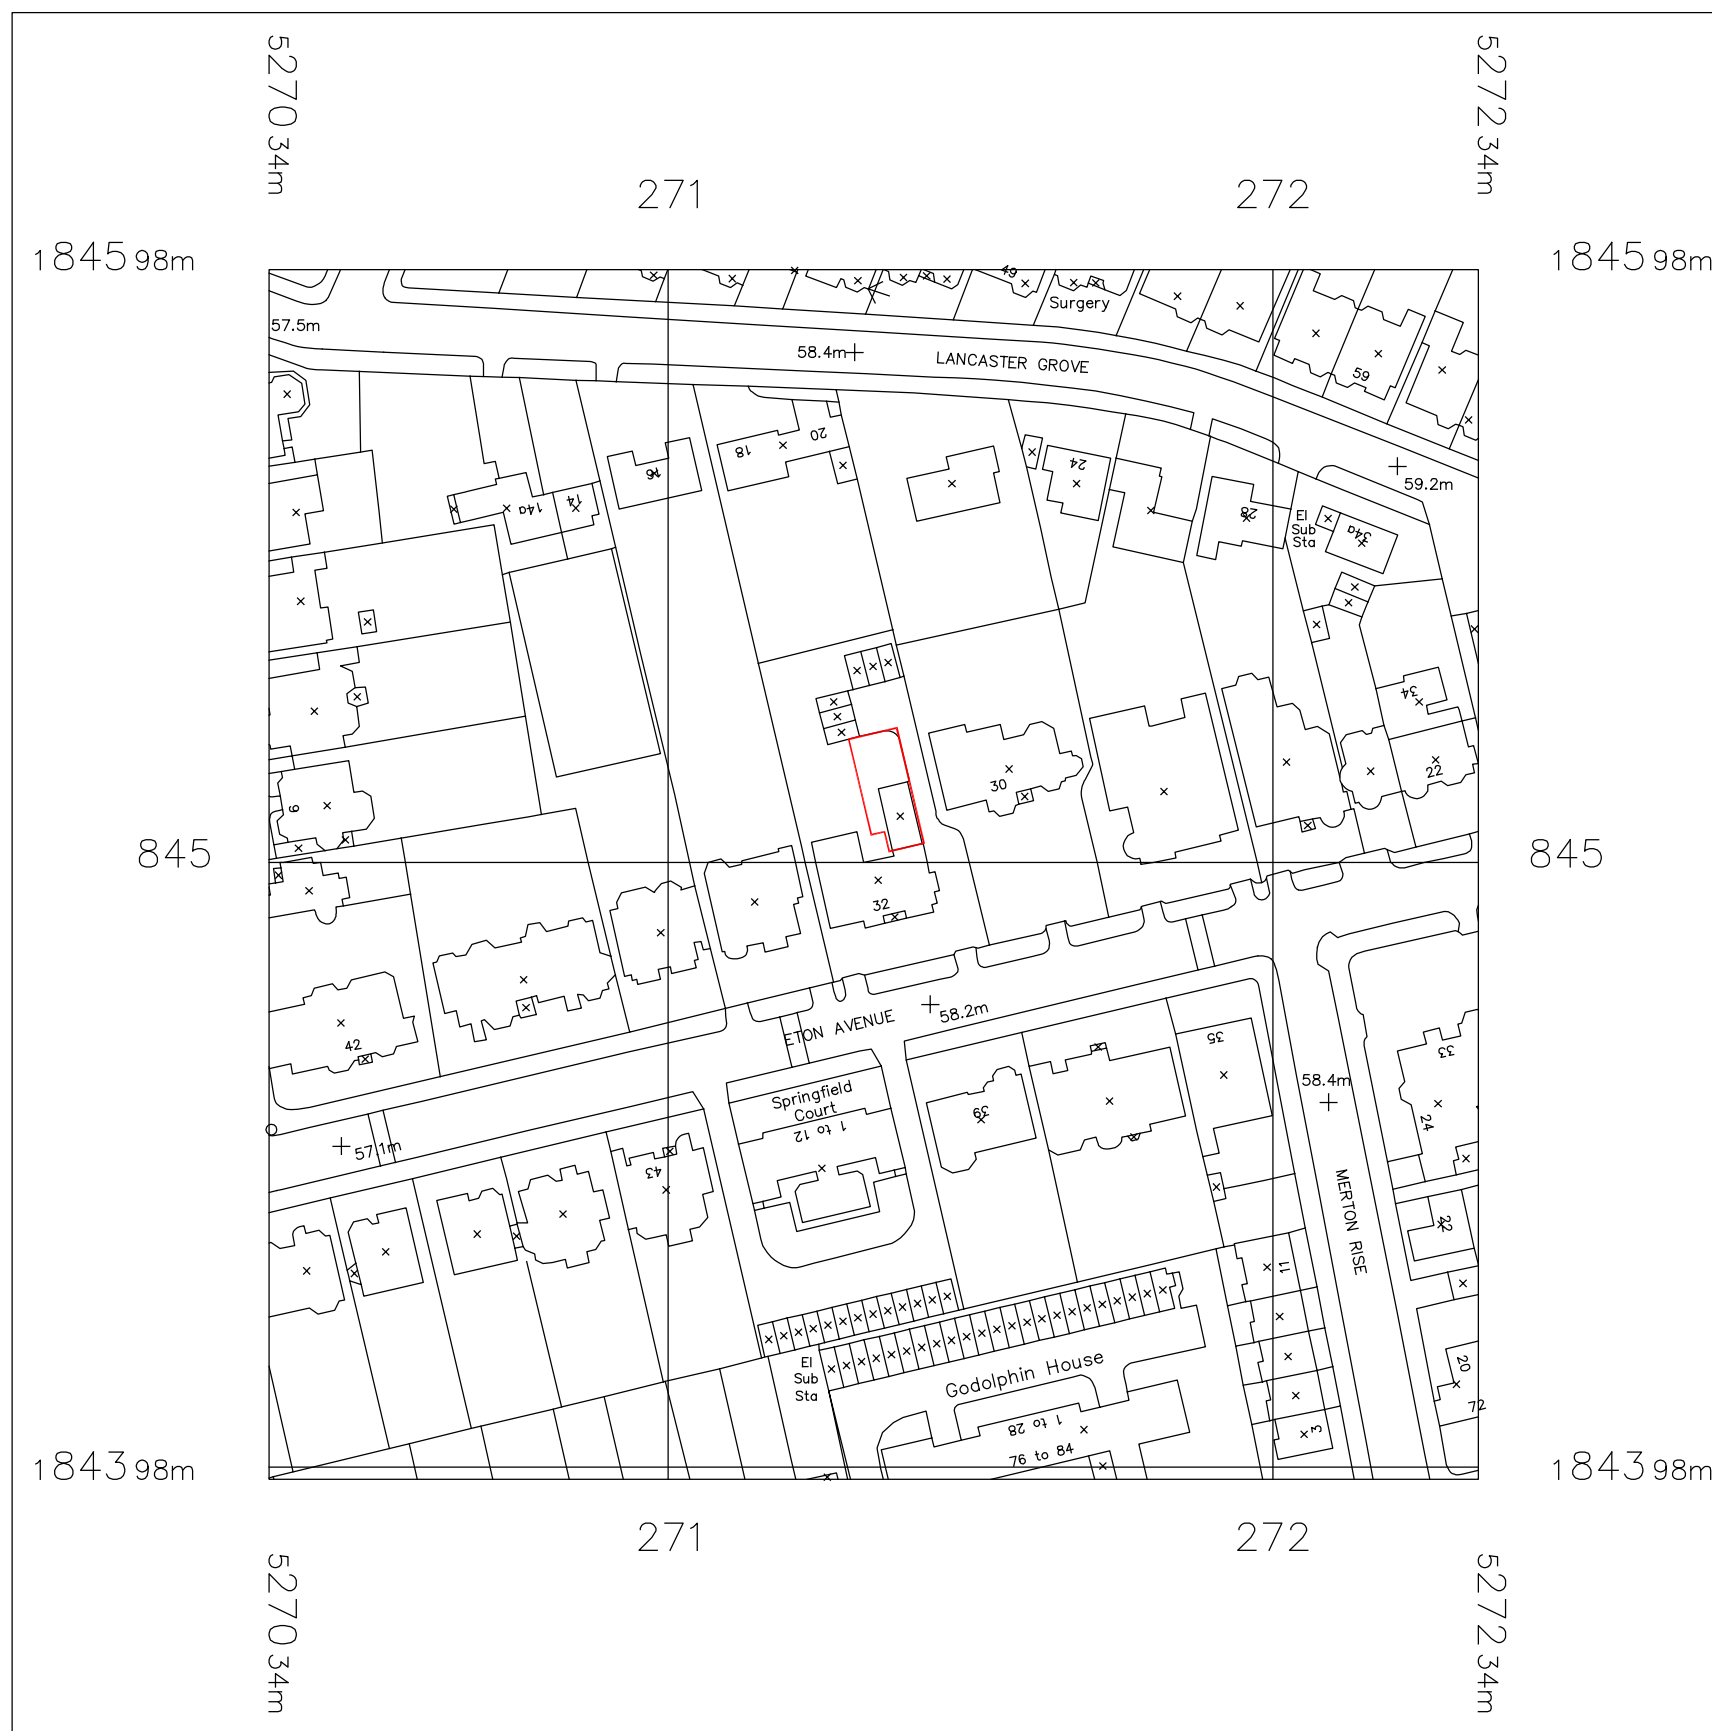 527034m
527234m
271
272
184598m
184598m
49
Surgery
57.5m
58.4m
LANCASTER GROVE
59
20
18
16
24
59.2m
14a
14
28
El
Sub
Sta
34a
34
30
22
9
845
845
32
42
58.2m
ETON AVENUE
35
33
58.4m
Springfield
Court
1 to 12
39
24
57.1m
43
MERTON RISE
22
11
El
Sub
Sta
Godolphin House
20
72
1 to 28
76 to 84
3
184398m
184398m
271
272
527034m
527234m